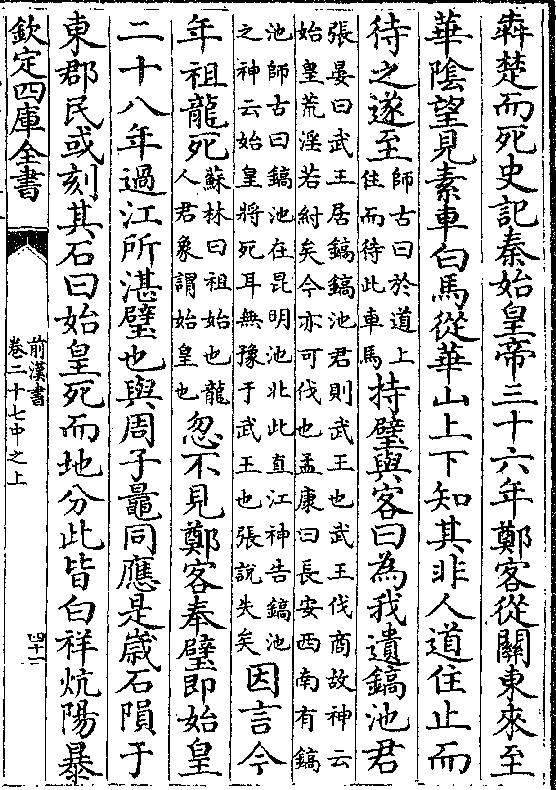 犇楚而死史記秦始皇帝三十六年鄭客從關東來至
華陰望見素車白馬從華山上下知其非人道住止而
待之遂至師古曰於道上住而待此車馬持璧與客曰為我遺鎬池君
張晏曰武王居鎬鎬池君則武王也武王伐商故神云
始皇荒淫若紂矣今亦可伐也孟康曰長安西南有鎬
池師古曰鎬池在昆明池北此直江神告鎬池
之神云始皇將死耳無豫于武王也張說失矣因言今
年祖龍死蘇林曰祖始也龍人君象謂始皇也忽不見鄭客奉璧即始皇
二十八年過江所湛璧也與周子鼂同應是歲石隕于
東郡民或刻其石曰始皇死而地分此皆白祥炕陽暴
欽定四庫全書
前漢書
卷二十七中之上
四十一